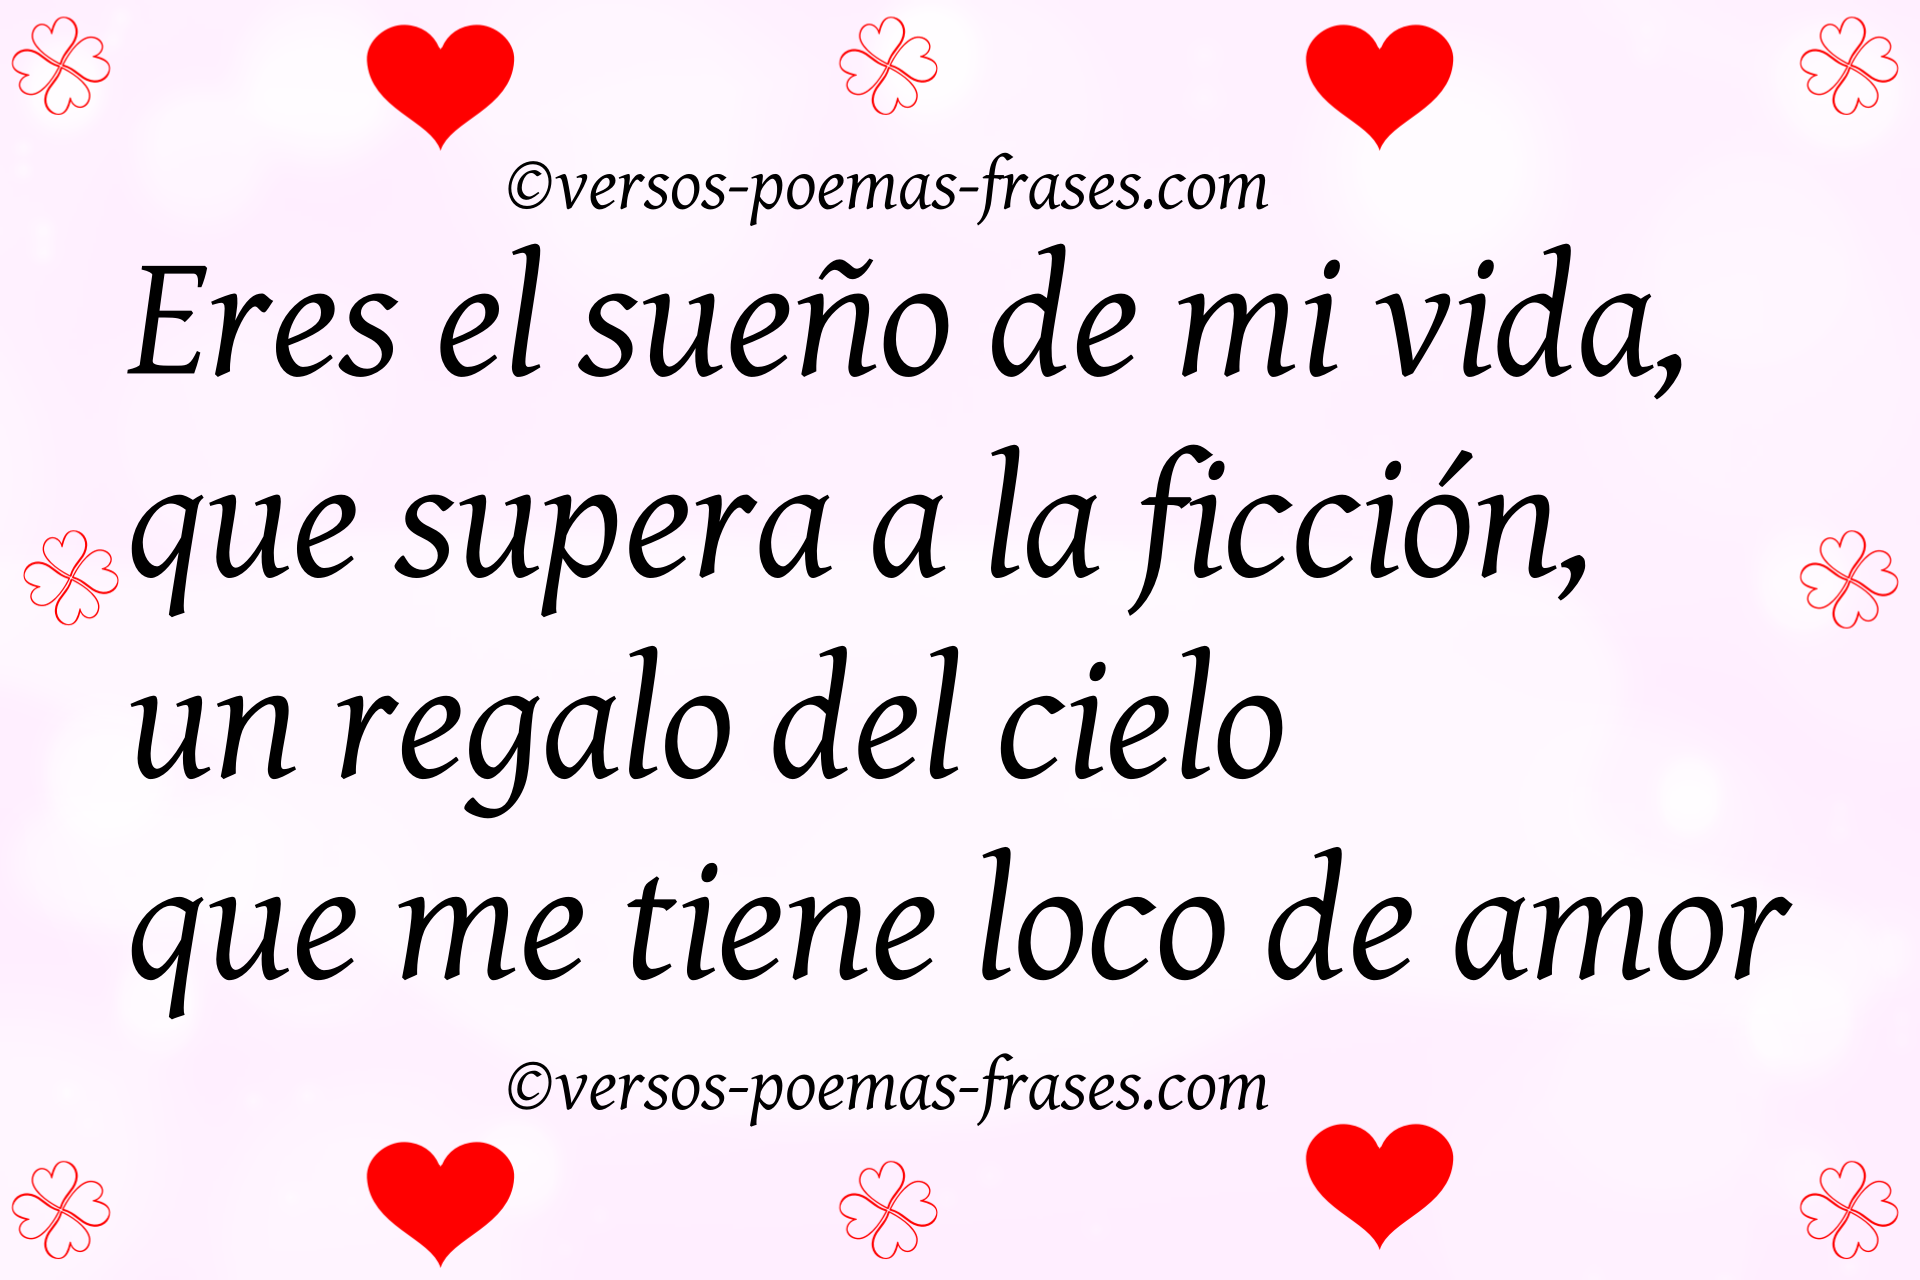 ©versos-poemas-frases.com
Eres el sueño de mi vida,
que supera a la ficción,
un regalo del cielo
que me tiene loco de amor
©versos-poemas-frases.com